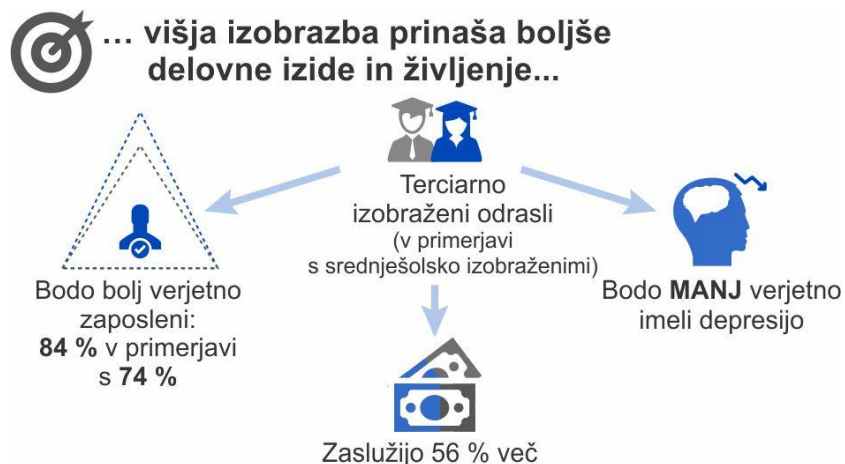 ... višja izobrazba prinaša boljše
delovne izide in življenje...
Terciarno
izobraženi odrasli
(v primerjavi
s srednješolsko izobraženimi)
Bodo bolj verjetno
zaposleni:
84 % v primerjavi
s 74 %
Bodo MANJ verjetno
imeli depresijo
Zaslužijo 56 % več